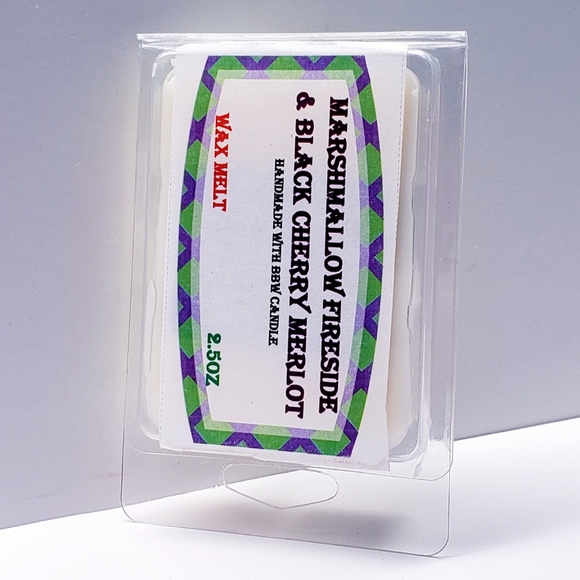 MARSHMALLOW FIRESIDE
& BLACK CHERRY MERLOT
HANDMADE WITH BBW CANDLE
WAX MELT
2.5OZ